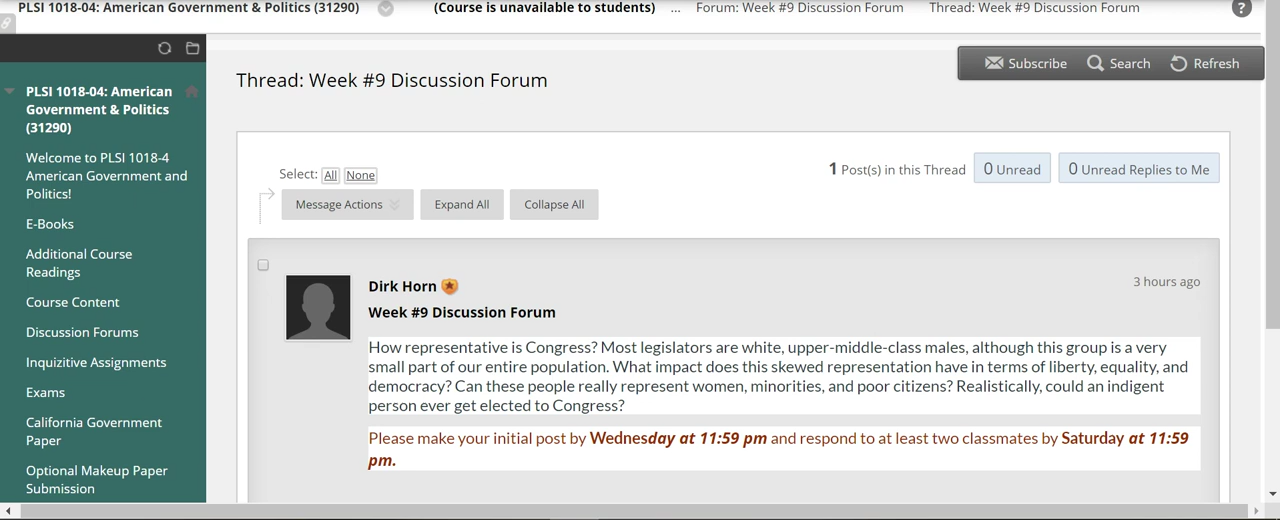 PLSI 1018-04: American Government & Politics (31290) (Course is unavailable to students) ... Forum: Week #9 Discussion Forum Thread: Week #9 Discussion Forum ?
Subscribe Search Refresh
Thread: Week #9 Discussion Forum
PLSI 1018-04: American
Government & Politics
(31290)
Welcome to PLSI 1018-4
American Government and
Politics!
E-Books
Additional Course
Readings
Course Content
Discussion Forums
Inquizitive Assignments
Exams
California Government
Paper
Optional Makeup Paper
Submission
Select: All None
1 Post(s) in this Thread 0 Unread 0 Unread Replies to Me
Message Actions Expand All Collapse All
Dirk Horn 3 hours ago
Week #9 Discussion Forum
How representative is Congress? Most legislators are white, upper-middle-class males, although this group is a very
small part of our entire population. What impact does this skewed representation have in terms of liberty, equality, and
democracy? Can these people really represent women, minorities, and poor citizens? Realistically, could an indigent
person ever get elected to Congress?
Please make your initial post by Wednesday at 11:59 pm and respond to at least two classmates by Saturday at 11:59
pm.